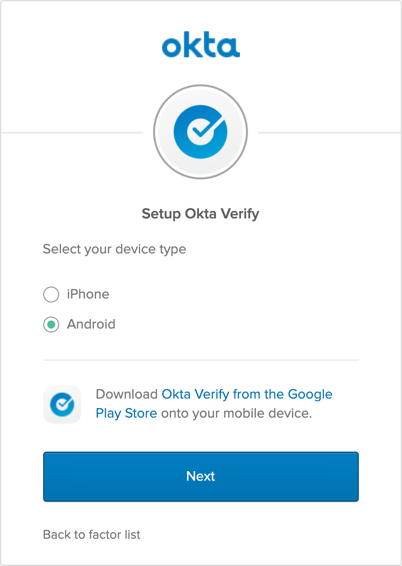 okta
Setup Okta Verify
Select your device type
iPhone
Android
Download Okta Verify from the Google
Play Store onto your mobile device.
Next
Back to factor list